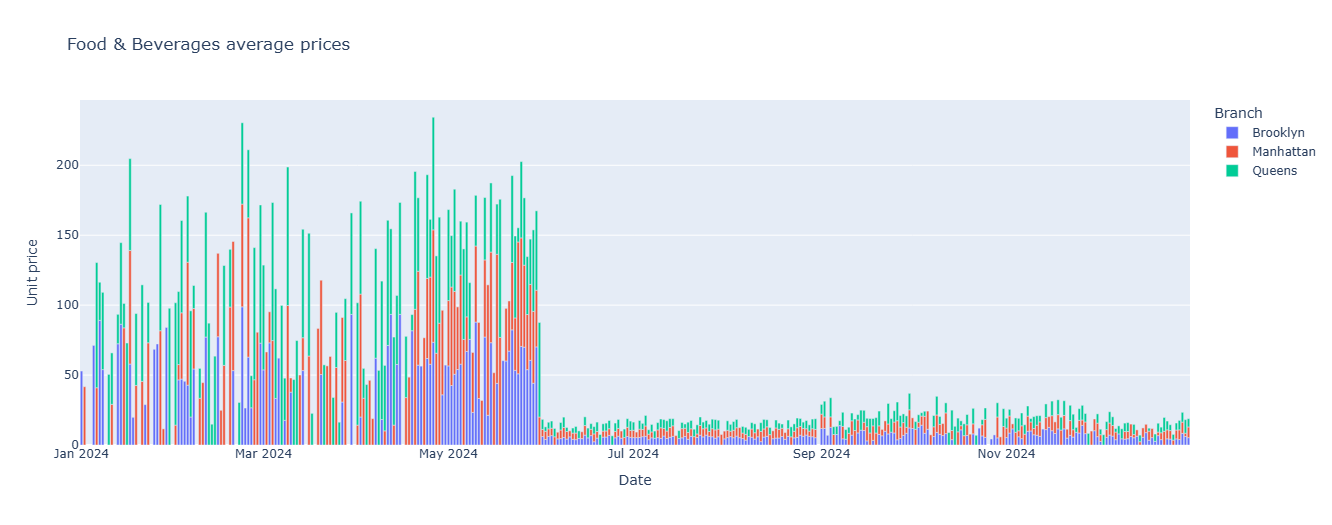 Food & Beverages average prices
Unit price
200
150
100
50
0
Jan 2024 Mar 2024 May 2024 Jul 2024 Sep 2024 Nov 2024
Date
Branch
Brooklyn
Manhattan
Queens